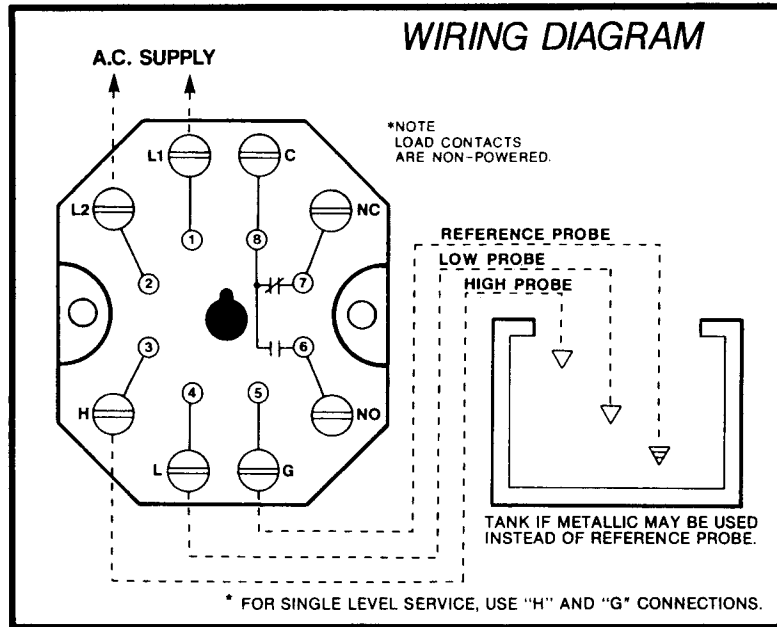 WIRING DIAGRAM
A.C. SUPPLY
*NOTE
LOAD CONTACTS
ARE NON-POWERED.
L1
C
L2
NC
1
8
2
7
3
6
4
5
H
NO
L
G
REFERENCE PROBE
LOW PROBE
HIGH PROBE
TANK IF METALLIC MAY BE USED
INSTEAD OF REFERENCE PROBE.
* FOR SINGLE LEVEL SERVICE, USE "H" AND "G" CONNECTIONS.